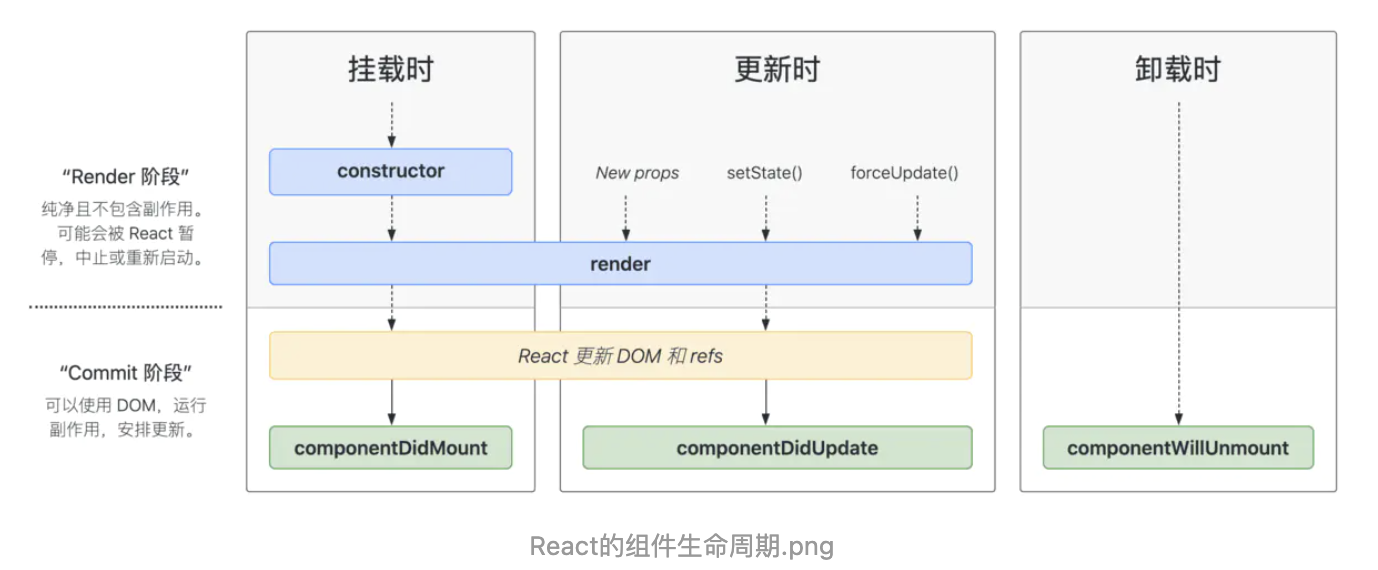 挂载时
更新时
卸载时
“Render 阶段”
纯净且不包含副作用。
可能会被 React 暂
停，中止或重新启动。
constructor
New props
setState()
forceUpdate()
render
“Commit 阶段”
可以使用 DOM，运行
副作用，安排更新。
React 更新 DOM 和 refs
componentDidMount
componentDidUpdate
componentWillUnmount
React的组件生命周期.png